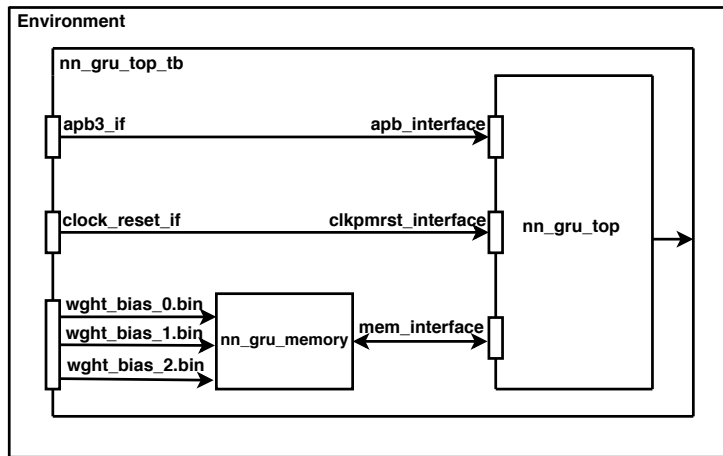 Environment
nn_gru_top_tb
apb3_if apb_interface
clock_reset_if clkpmrst_interface
nn_gru_top
wght_bias_0.bin
wght_bias_1.bin
wght_bias_2.bin
nn_gru_memory
mem_interface